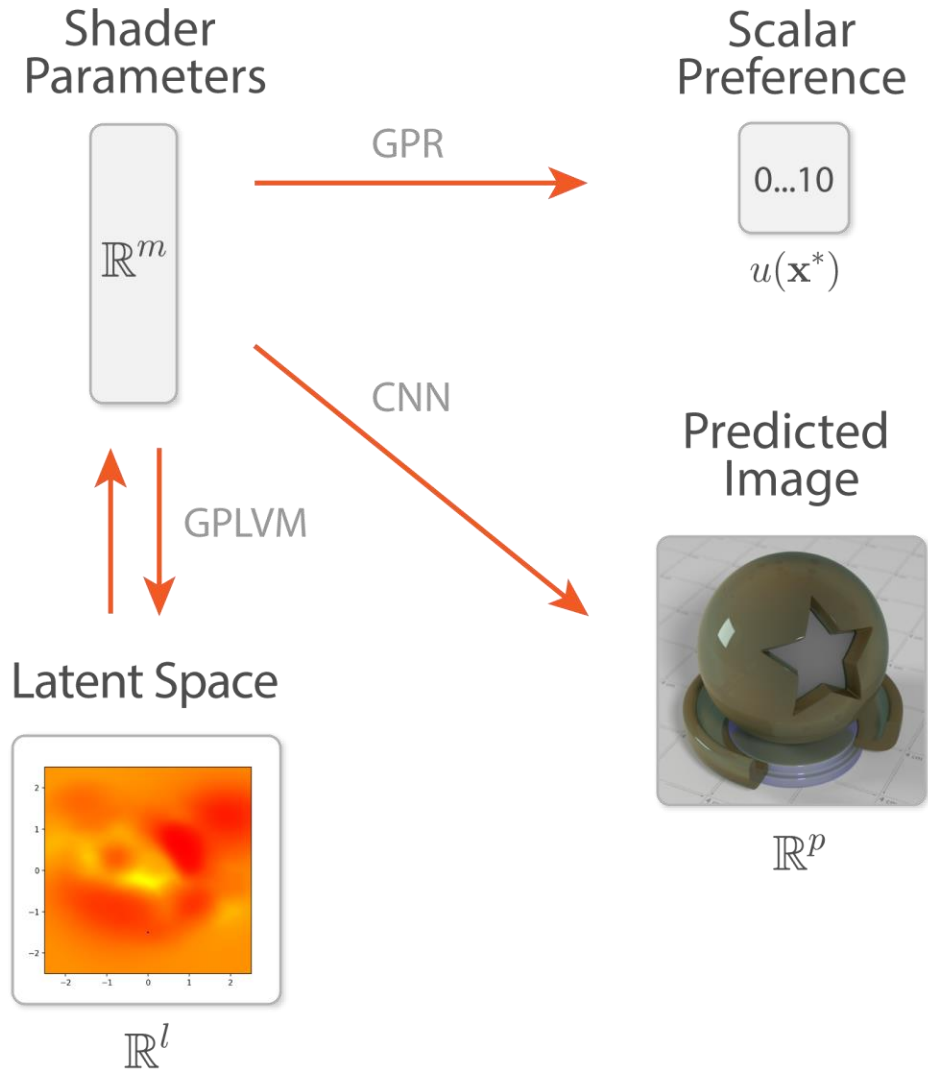 Shader
Parameters
ℝ^m
GPR
Scalar
Preference
0...10
u(x*)
CNN
GPLVM
Predicted
Image
ℝ^p
Latent Space
2
1
0
−1
−2
−2 −1 0 1 2
ℝ^l